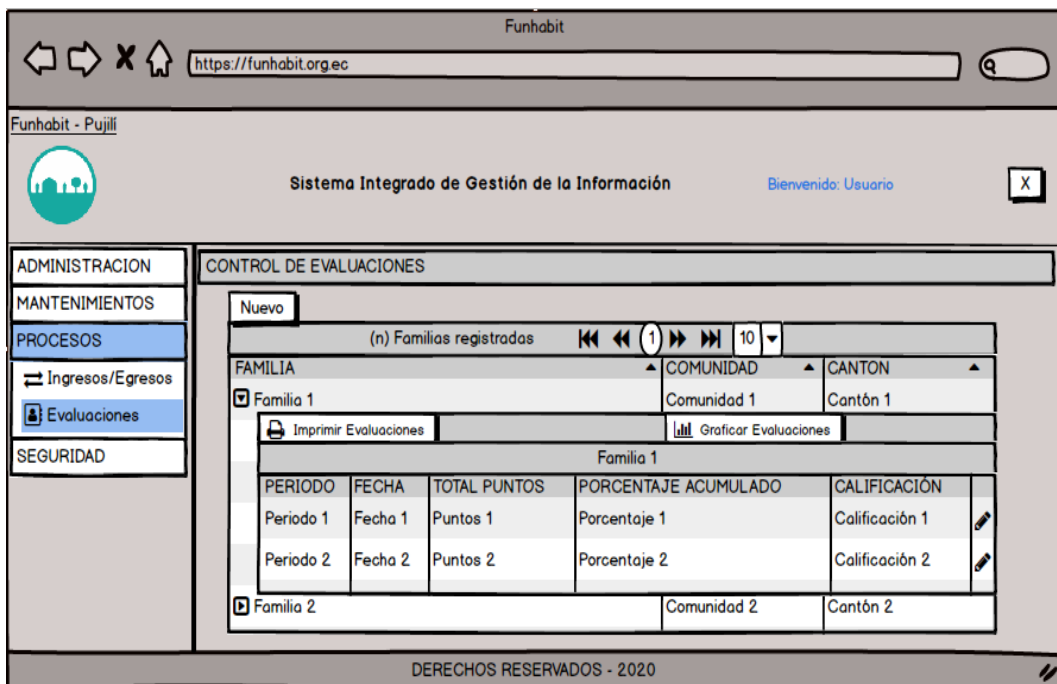 Funhabit
https://funhabit.org.ec
Funhabit - Pujilí
Sistema Integrado de Gestión de la Información
Bienvenido: Usuario
X
ADMINISTRACION
MANTENIMIENTOS
PROCESOS
Ingresos/Egresos
Evaluaciones
SEGURIDAD
CONTROL DE EVALUACIONES
Nuevo
(n) Familias registradas 1 10
FAMILIA COMUNIDAD CANTON
Familia 1 Comunidad 1 Cantón 1
Imprimir Evaluaciones Graficar Evaluaciones
Familia 1
PERIODO FECHA TOTAL PUNTOS PORCENTAJE ACUMULADO CALIFICACIÓN
Periodo 1 Fecha 1 Puntos 1 Porcentaje 1 Calificación 1
Periodo 2 Fecha 2 Puntos 2 Porcentaje 2 Calificación 2
Familia 2 Comunidad 2 Cantón 2
DERECHOS RESERVADOS - 2020